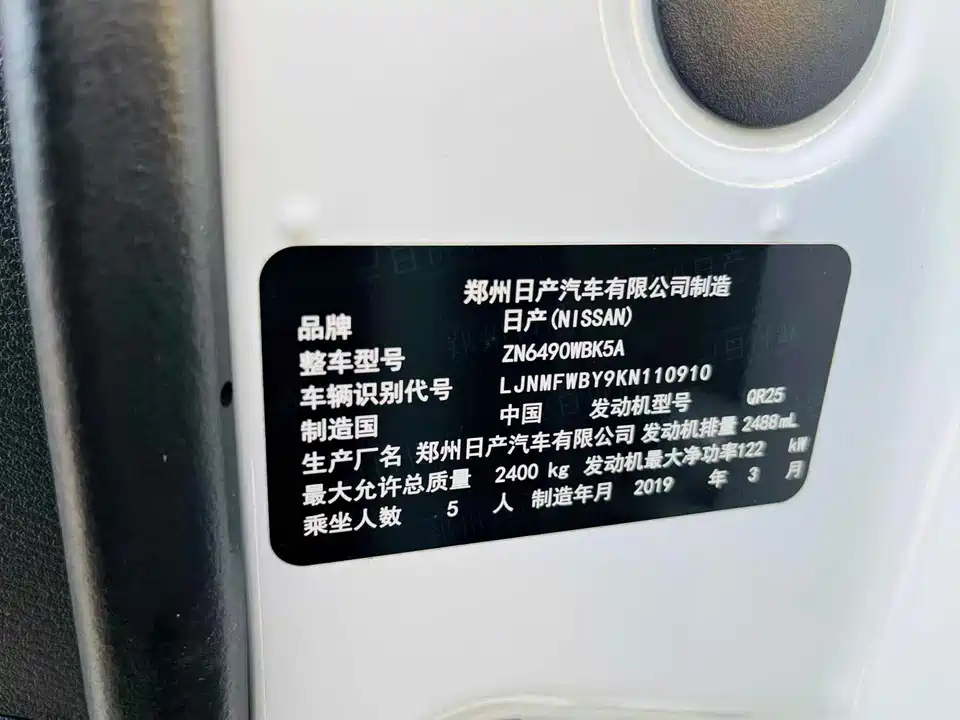 郑州日产汽车有限公司制造
品牌 日产(NISSAN)
整车型号 ZN6490WBK5A
车辆识别代号 LJNMFWBY9KN110910
制造国 中国 发动机型号 QR25
生产厂名 郑州日产汽车有限公司 发动机排量 2488mL
最大允许总质量 2400 kg 发动机最大净功率122 kW
乘坐人数 5 人 制造年月 2019 年 3 月